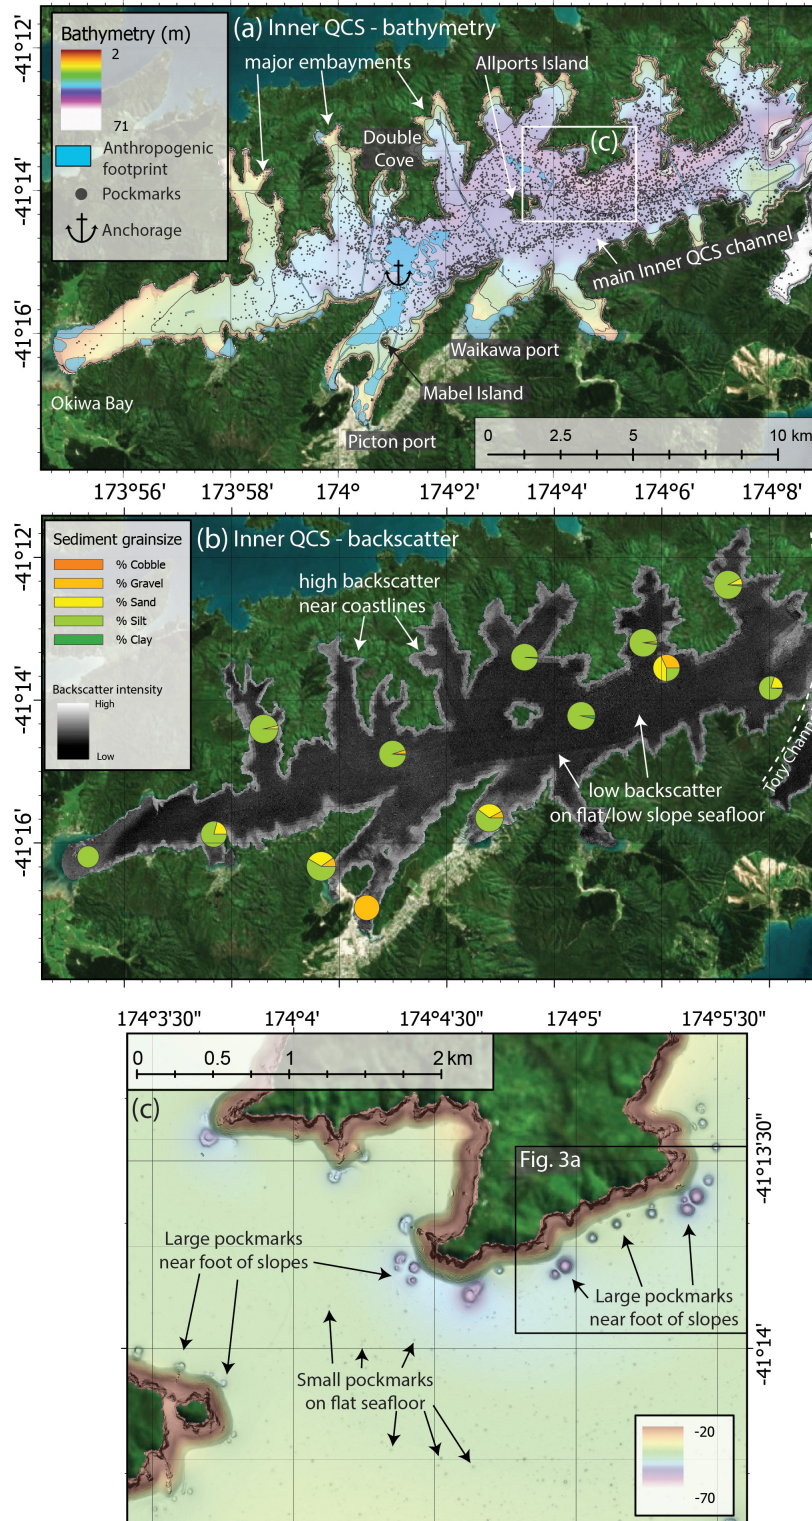 (a) Inner QCS - bathymetry
Bathymetry (m)
2
71
Anthropogenic
footprint
Pockmarks
Anchorage
major embayments
Allports Island
Double
Cove
(c)
main Inner QCS channel
Waikawa port
Mabel Island
Okiwa Bay
Picton port
0 2.5 5 10 km
-41°12'
-41°14'
-41°16'
173°56' 173°58' 174° 174°2' 174°4' 174°6' 174°8'
(b) Inner QCS - backscatter
Sediment grainsize
% Cobble
% Gravel
% Sand
% Silt
% Clay
Backscatter intensity
High
Low
high backscatter
near coastlines
low backscatter
on flat/low slope seafloor
Tory Chann
-41°12'
-41°14'
-41°16'
174°3'30" 174°4' 174°4'30" 174°5' 174°5'30"
0 0.5 1 2 km
(c)
Fig. 3a
-41°13'30"
-41°14'
Large pockmarks
near foot of slopes
Large pockmarks
near foot of slopes
Small pockmarks
on flat seafloor
-20
-70